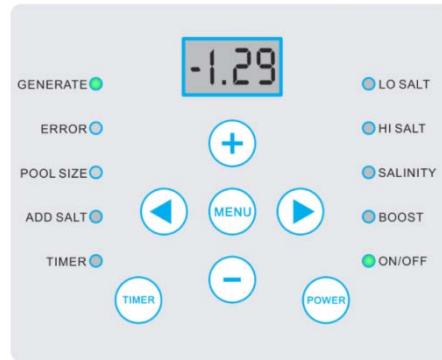 -1.29
GENERATE
ERROR
POOL SIZE
ADD SALT
TIMER
LO SALT
HI SALT
SALINITY
BOOST
ON/OFF
+
MENU
−
TIMER
POWER